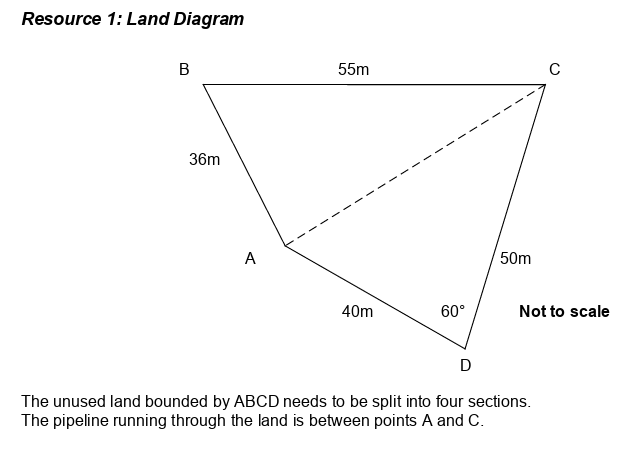 Resource 1: Land Diagram
B
55m
C
36m
A
50m
40m
60°
Not to scale
D
The unused land bounded by ABCD needs to be split into four sections.
The pipeline running through the land is between points A and C.